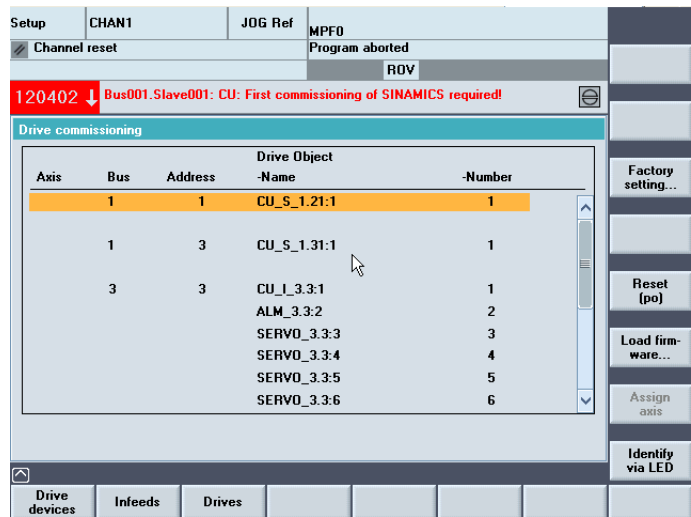 Setup CHAN1 JOG Ref MPF0
Channel reset Program aborted
ROV
120402 Bus001.Slave001: CU: First commissioning of SINAMICS required!
Drive commissioning
Drive Object
Axis Bus Address -Name -Number
1 1 CU_S_1.21:1 1
1 3 CU_S_1.31:1 1
3 3 CU_I_3.3:1 1
ALM_3.3:2 2
SERVO_3.3:3 3
SERVO_3.3:4 4
SERVO_3.3:5 5
SERVO_3.3:6 6
Factory
setting...
Reset
(po)
Load firm-
ware...
Assign
axis
Identify
via LED
Drive
devices
Infeeds
Drives